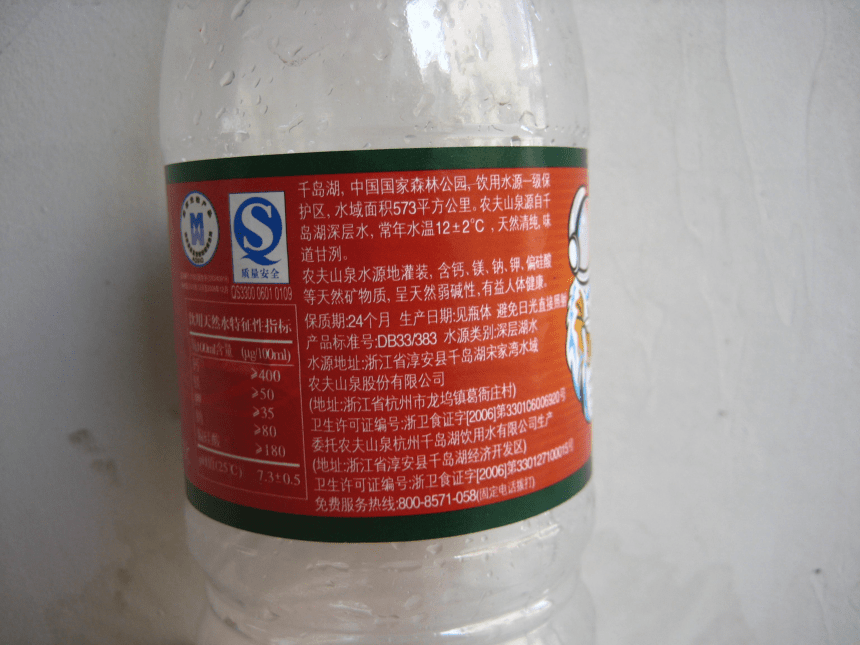 质量安全
QS3300 0601 0109
饮用天然水特征性指标
(μg/100ml)
≥400
≥50
≥35
≥80
≥180
(25℃) 7.3±0.5
千岛湖, 中国国家森林公园, 饮用水源一级保
护区, 水域面积573平方公里。农夫山泉源自千
岛湖深层水, 常年水温12±2℃, 天然清纯, 味
道甘洌。
农夫山泉水源地灌装, 含钙、镁、钠、钾、偏硅酸
等天然矿物质, 呈天然弱碱性, 有益人体健康。
保质期:24个月 生产日期:见瓶体 避免日光直接照射
产品标准号:DB33/383 水源类别:深层湖水
水源地址:浙江省淳安县千岛湖宋家湾水域
农夫山泉股份有限公司
(地址:浙江省杭州市龙坞镇葛衙庄村)
卫生许可证编号:浙卫食证字[2006]第330106006920号
委托农夫山泉杭州千岛湖饮用水有限公司生产
(地址:浙江省淳安县千岛湖经济开发区)
卫生许可证编号:浙卫食证字[2006]第330127100015号
免费服务热线:800-8571-058(固定电话拨打)